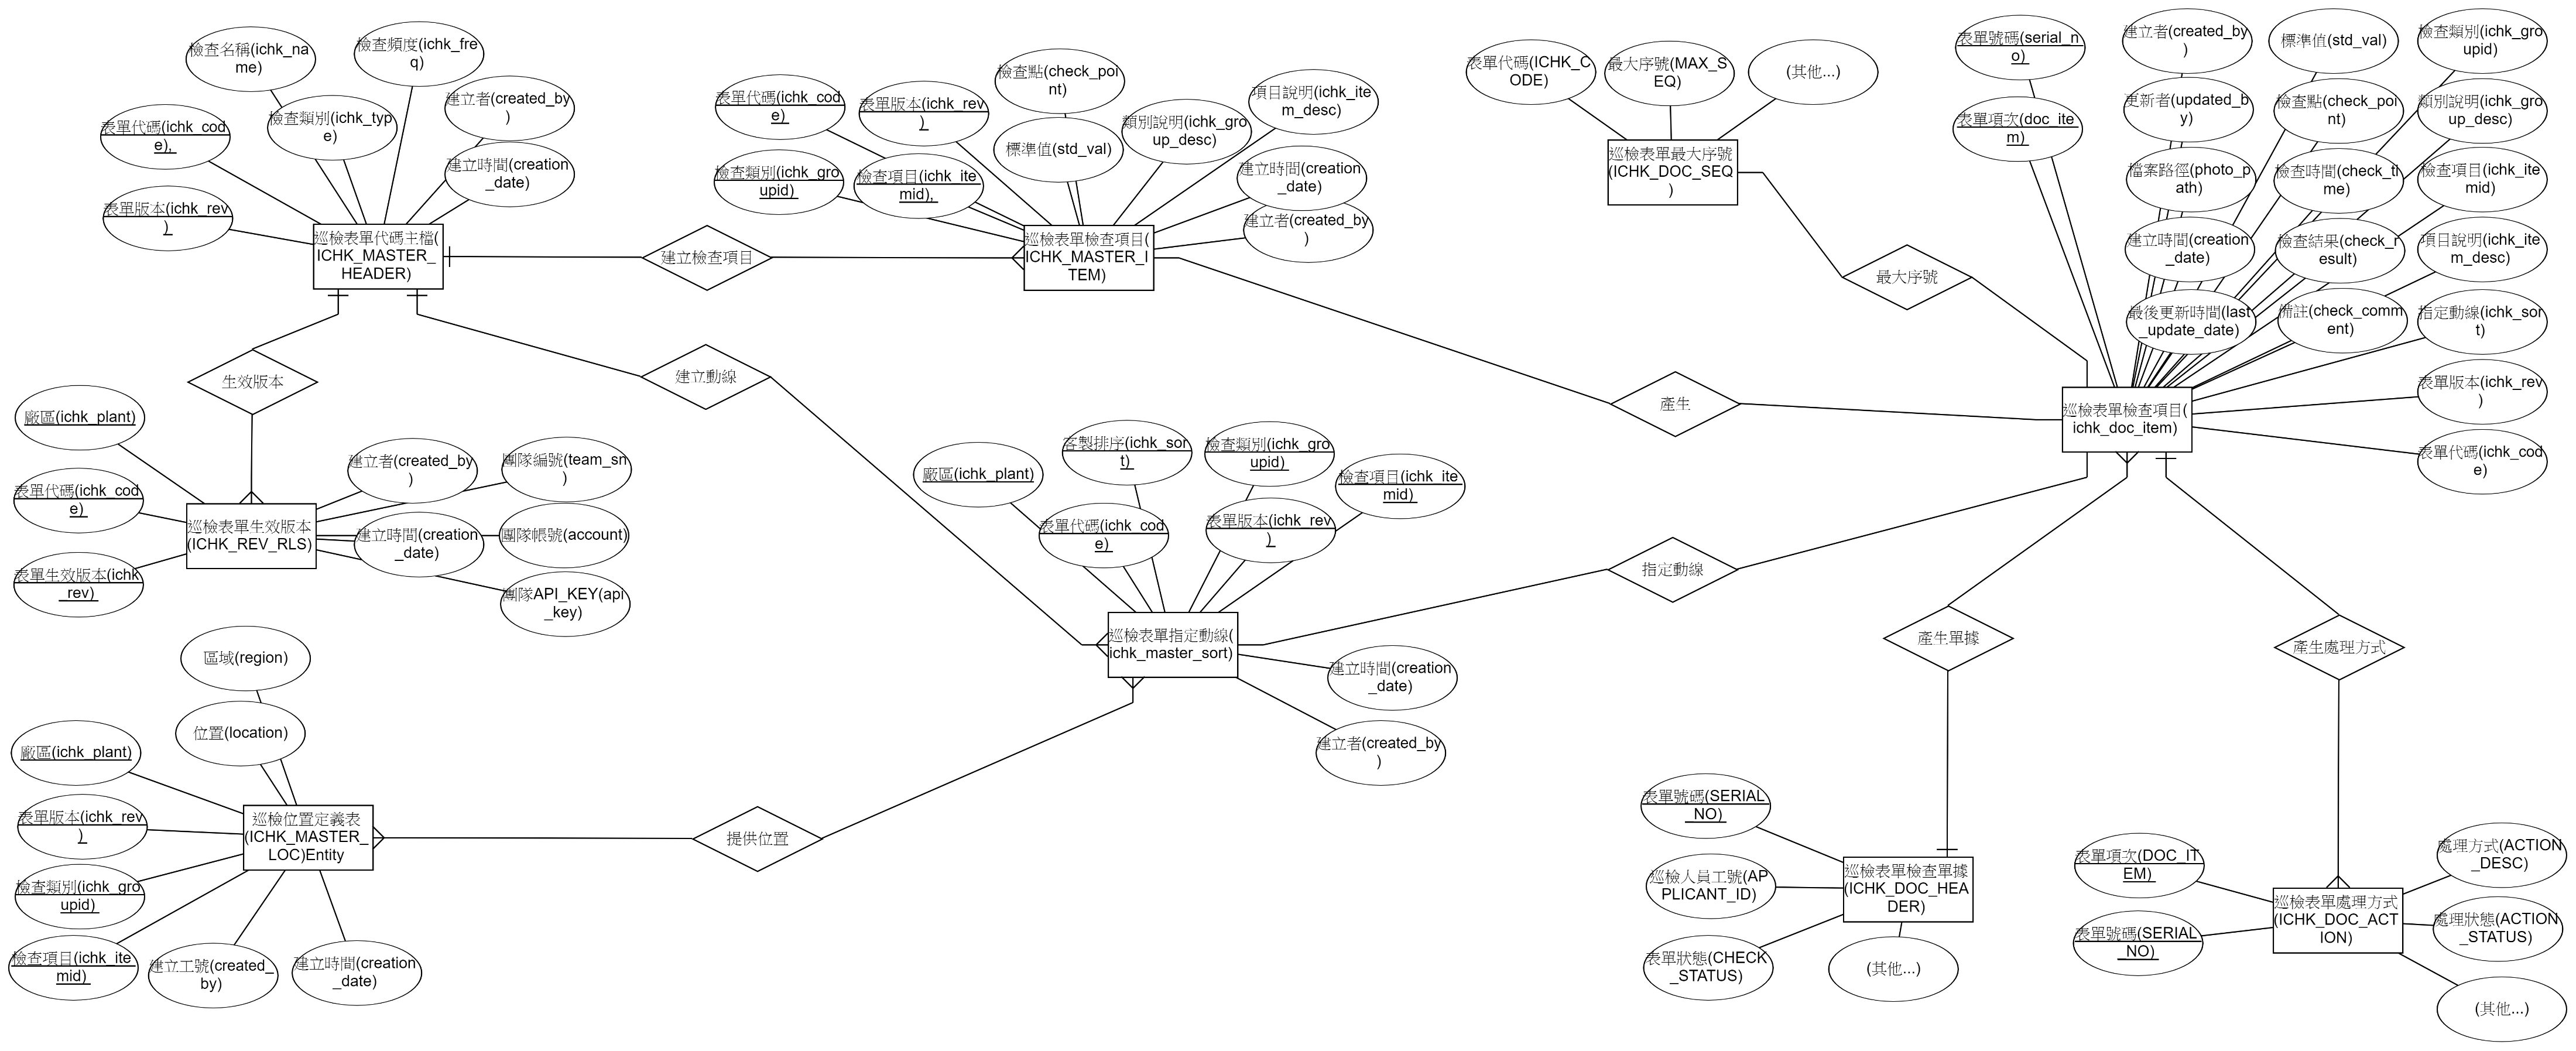 檢查名稱(ichk_na
me)
檢查頻度(ichk_fre
q)
表單代碼(ichk_cod
e),
檢查類別(ichk_typ
e)
建立者(created_by
)
建立時間(creation
_date)
表單版本(ichk_rev
)
巡檢表單代碼主檔(
ICHK_MASTER_
HEADER)
建立檢查項目
表單代碼(ichk_cod
e)
表單版本(ichk_rev
)
檢查點(check_poi
nt)
標準值(std_val)
類別說明(ichk_gro
up_desc)
項目說明(ichk_ite
m_desc)
檢查類別(ichk_gro
upid)
檢查項目(ichk_ite
mid),
建立時間(creation
_date)
建立者(created_by
)
巡檢表單檢查項目(
ICHK_MASTER_I
TEM)
表單代碼(ICHK_C
ODE)
最大序號(MAX_S
EQ)
(其他...)
巡檢表單最大序號
(ICHK_DOC_SEQ
)
最大序號
表單號碼(serial_n
o)
表單項次(doc_ite
m)
建立者(created_by
)
標準值(std_val)
檢查類別(ichk_gro
upid)
更新者(updated_b
y)
檢查點(check_poi
nt)
類別說明(ichk_gro
up_desc)
檔案路徑(photo_p
ath)
檢查時間(check_ti
me)
檢查項目(ichk_ite
mid)
建立時間(creation
_date)
檢查結果(check_r
esult)
項目說明(ichk_ite
m_desc)
最後更新時間(last
_update_date)
備註(check_comm
ent)
指定動線(ichk_sor
t)
表單版本(ichk_rev
)
表單代碼(ichk_cod
e)
巡檢表單檢查項目(
ichk_doc_item)
生效版本
建立動線
產生
廠區(ichk_plant)
表單代碼(ichk_cod
e)
表單生效版本(ichk
_rev)
建立者(created_by
)
團隊編號(team_sn
)
建立時間(creation
_date)
團隊帳號(account)
團隊API_KEY(api
_key)
巡檢表單生效版本
(ICHK_REV_RLS)
廠區(ichk_plant)
客製排序(ichk_sor
t)
檢查類別(ichk_gro
upid)
檢查項目(ichk_ite
mid)
表單代碼(ichk_cod
e)
表單版本(ichk_rev
)
巡檢表單指定動線(
ichk_master_sort)
建立時間(creation
_date)
建立者(created_by
)
指定動線
產生單據
產生處理方式
區域(region)
位置(location)
廠區(ichk_plant)
表單版本(ichk_rev
)
檢查類別(ichk_gro
upid)
檢查項目(ichk_ite
mid)
建立工號(created_
by)
建立時間(creation
_date)
巡檢位置定義表
(ICHK_MASTER_
LOC)Entity
提供位置
表單號碼(SERIAL
_NO)
巡檢人員工號(AP
PLICANT_ID)
表單狀態(CHECK
_STATUS)
(其他...)
巡檢表單檢查單據
(ICHK_DOC_HEA
DER)
表單項次(DOC_IT
EM)
表單號碼(SERIAL
_NO)
巡檢表單處理方式
(ICHK_DOC_ACT
ION)
處理方式(ACTION
_DESC)
處理狀態(ACTION
_STATUS)
(其他...)